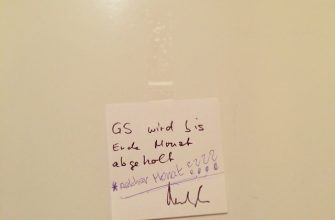 GS wird bis
Ende Monat
abgeholt
*welcher Monat ????